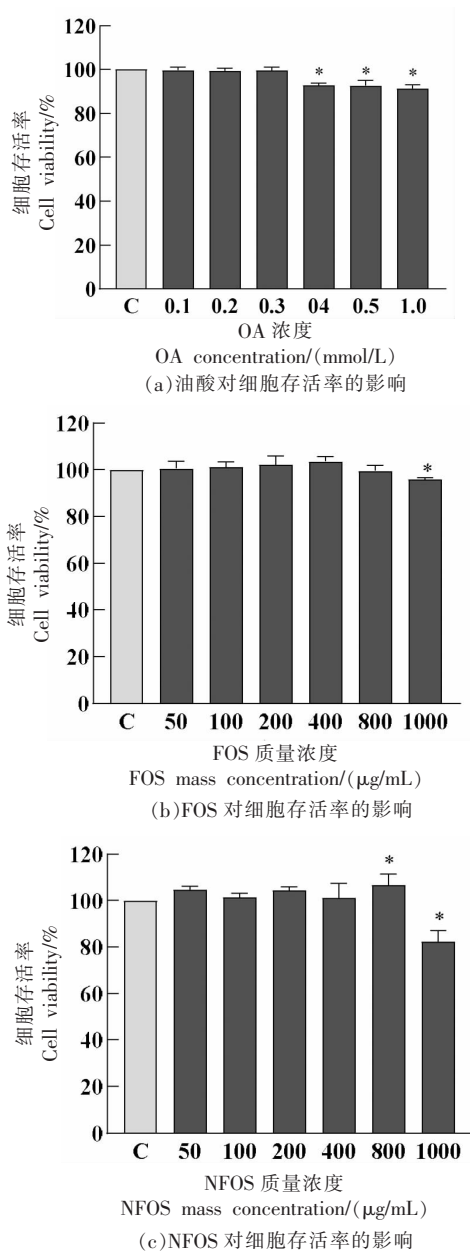 120
100
80
60
40
20
0
细胞存活率
Cell viability/%
*
*
*
C 0.1 0.2 0.3 04 0.5 1.0
OA 浓度
OA concentration/(mmol/L)
(a)油酸对细胞存活率的影响
120
100
80
60
40
20
0
细胞存活率
Cell viability/%
*
C 50 100 200 400 800 1000
FOS 质量浓度
FOS mass concentration/(μg/mL)
(b)FOS 对细胞存活率的影响
120
100
80
60
40
20
0
细胞存活率
Cell viability/%
*
*
C 50 100 200 400 800 1000
NFOS 质量浓度
NFOS mass concentration/(μg/mL)
(c)NFOS 对细胞存活率的影响